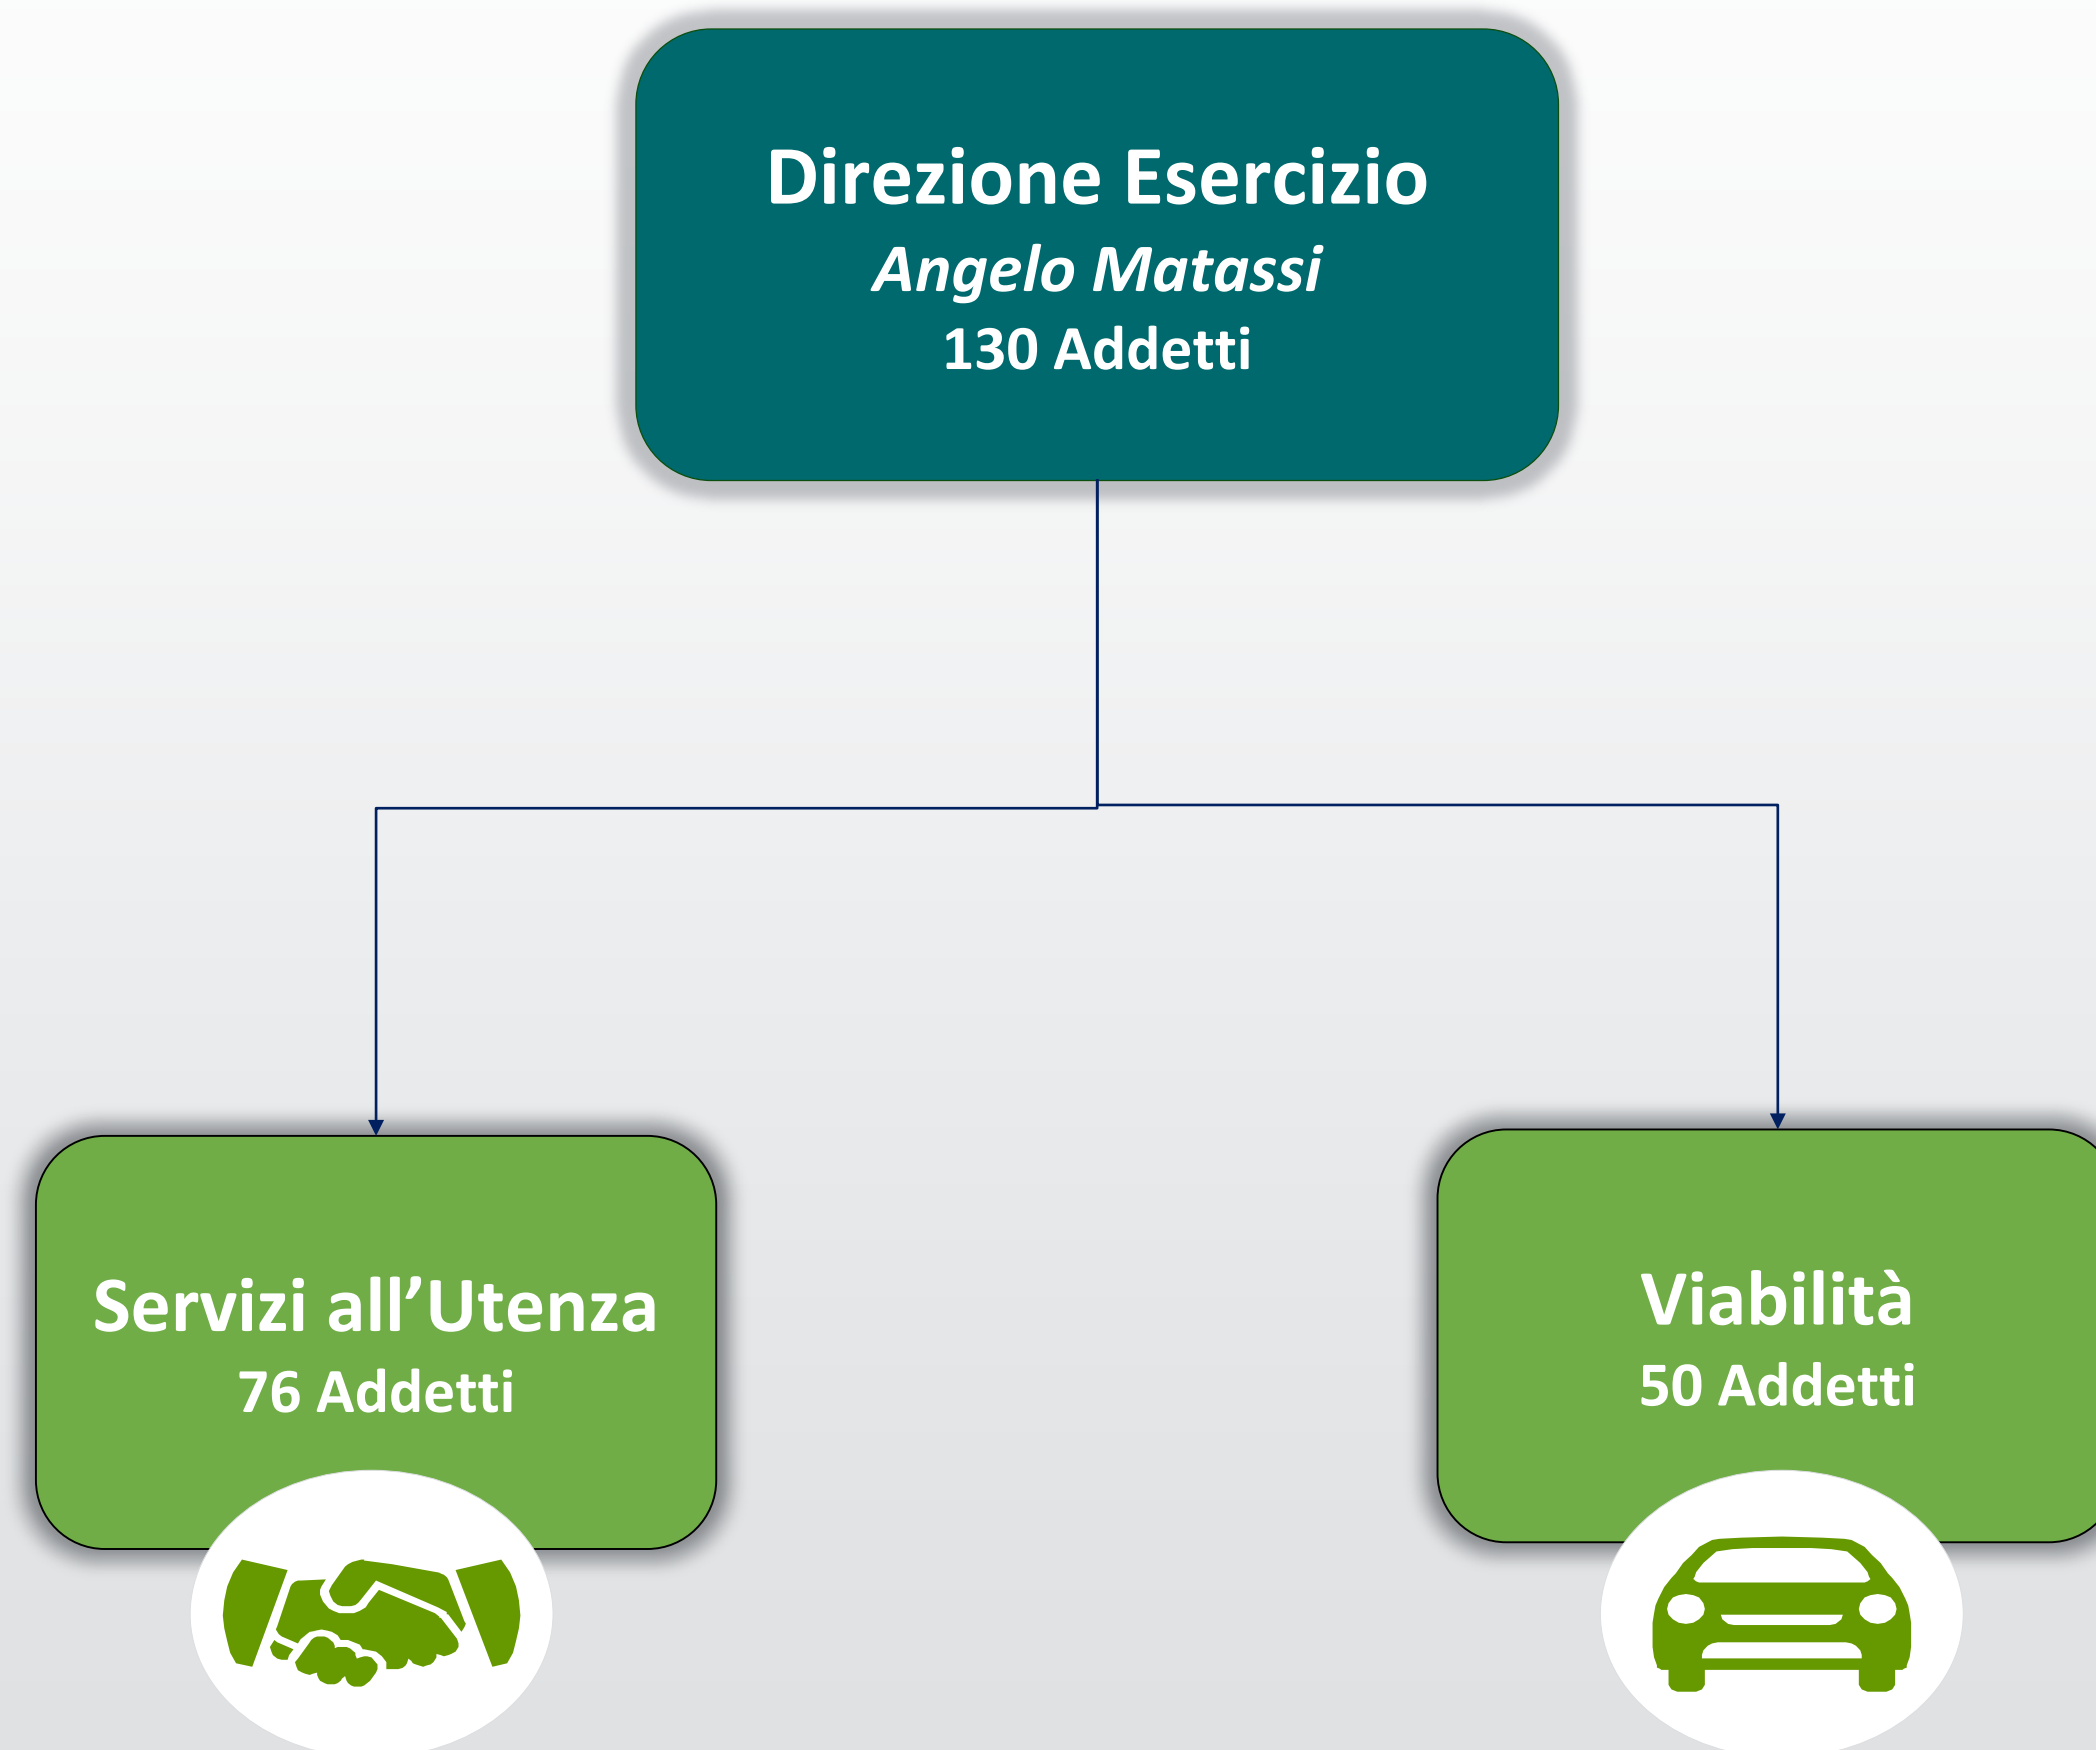 Direzione Esercizio
Angelo Matassi
130 Addetti
Servizi all’Utenza
76 Addetti
Viabilità
50 Addetti